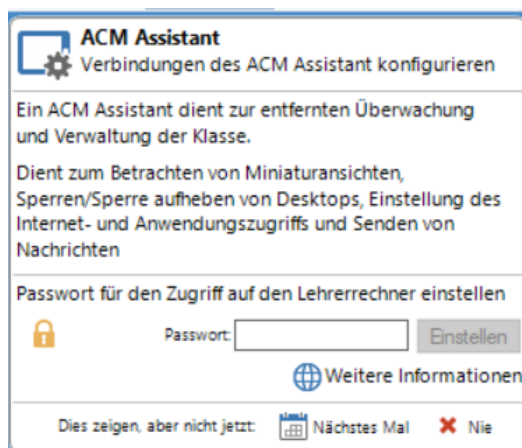 ACM Assistant
Verbindungen des ACM Assistant konfigurieren
Ein ACM Assistant dient zur entfernten Überwachung
und Verwaltung der Klasse.
Dient zum Betrachten von Miniaturansichten,
Sperren/Sperre aufheben von Desktops, Einstellung des
Internet- und Anwendungszugriffs und Senden von
Nachrichten
Passwort für den Zugriff auf den Lehrerrechner einstellen
Passwort: Einstellen
Weitere Informationen
Dies zeigen, aber nicht jetzt: Nächstes Mal Nie